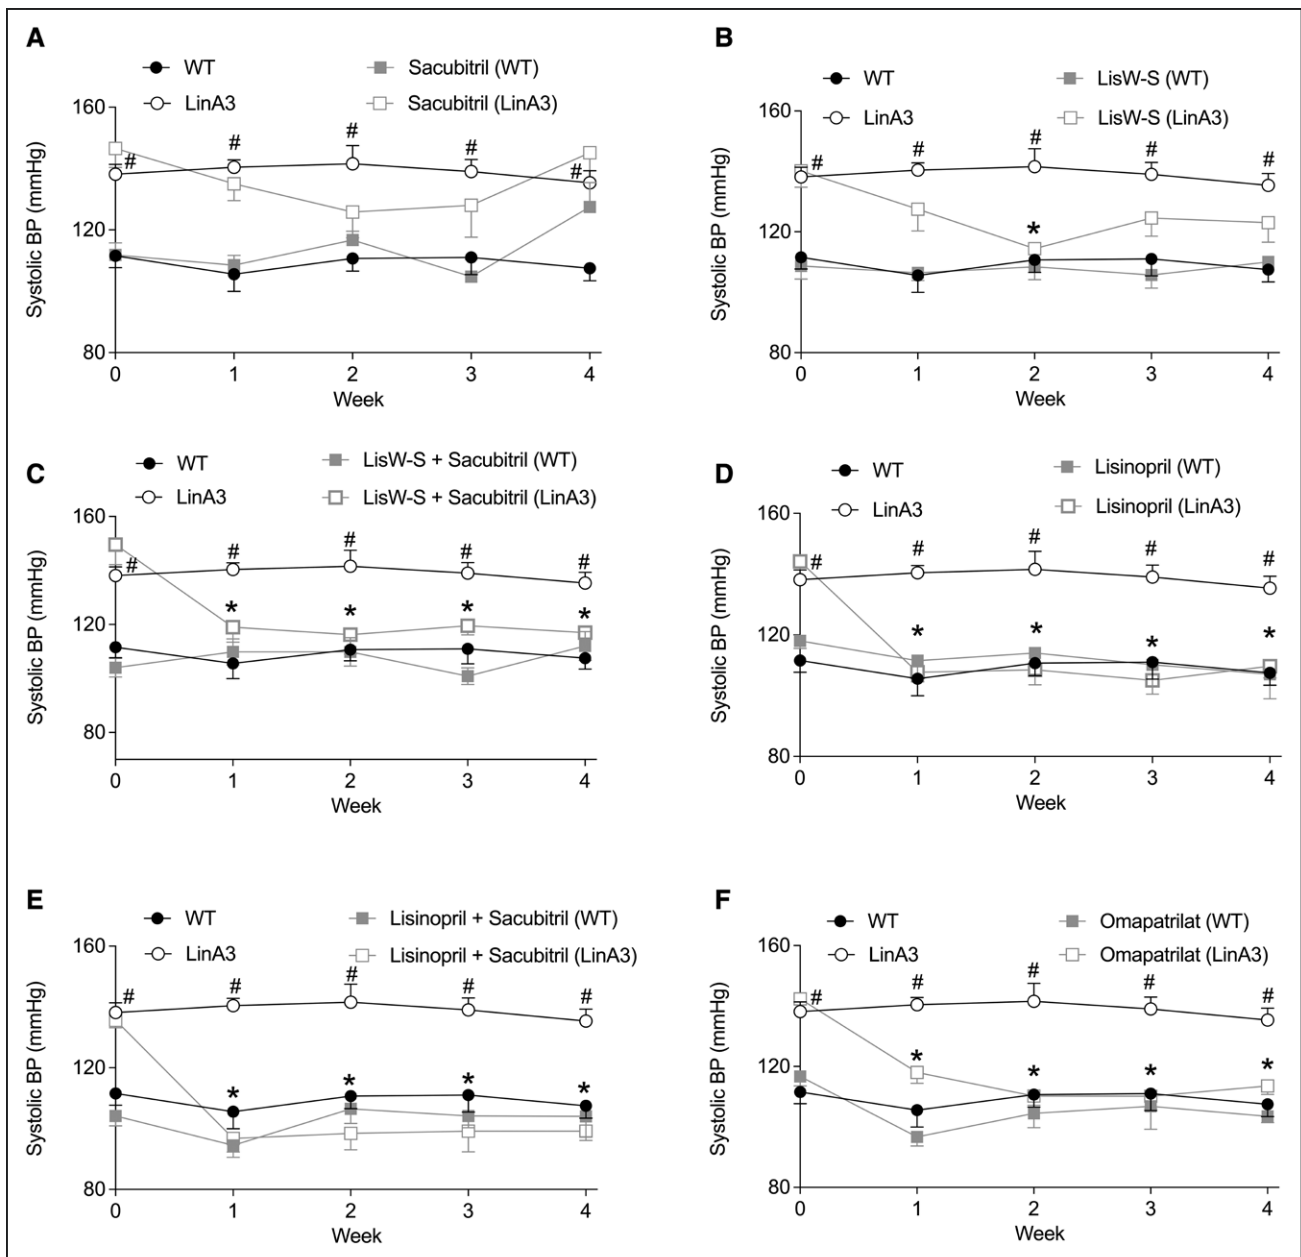 A
WT
Sacubitril (WT)
LinA3
Sacubitril (LinA3)
160
120
80
Systolic BP (mmHg)
# # # # #
0 1 2 3 4
Week
B
WT
LisW-S (WT)
LinA3
LisW-S (LinA3)
160
120
80
Systolic BP (mmHg)
# # # # #
*
0 1 2 3 4
Week
C
WT
LisW-S + Sacubitril (WT)
LinA3
LisW-S + Sacubitril (LinA3)
160
120
80
Systolic BP (mmHg)
# # # # #
* * * *
0 1 2 3 4
Week
D
WT
Lisinopril (WT)
LinA3
Lisinopril (LinA3)
160
120
80
Systolic BP (mmHg)
# # # # #
* * * *
0 1 2 3 4
Week
E
WT
Lisinopril + Sacubitril (WT)
LinA3
Lisinopril + Sacubitril (LinA3)
160
120
80
Systolic BP (mmHg)
# # # # #
* * * *
0 1 2 3 4
Week
F
WT
Omapatrilat (WT)
LinA3
Omapatrilat (LinA3)
160
120
80
Systolic BP (mmHg)
# # # # #
* * * *
0 1 2 3 4
Week